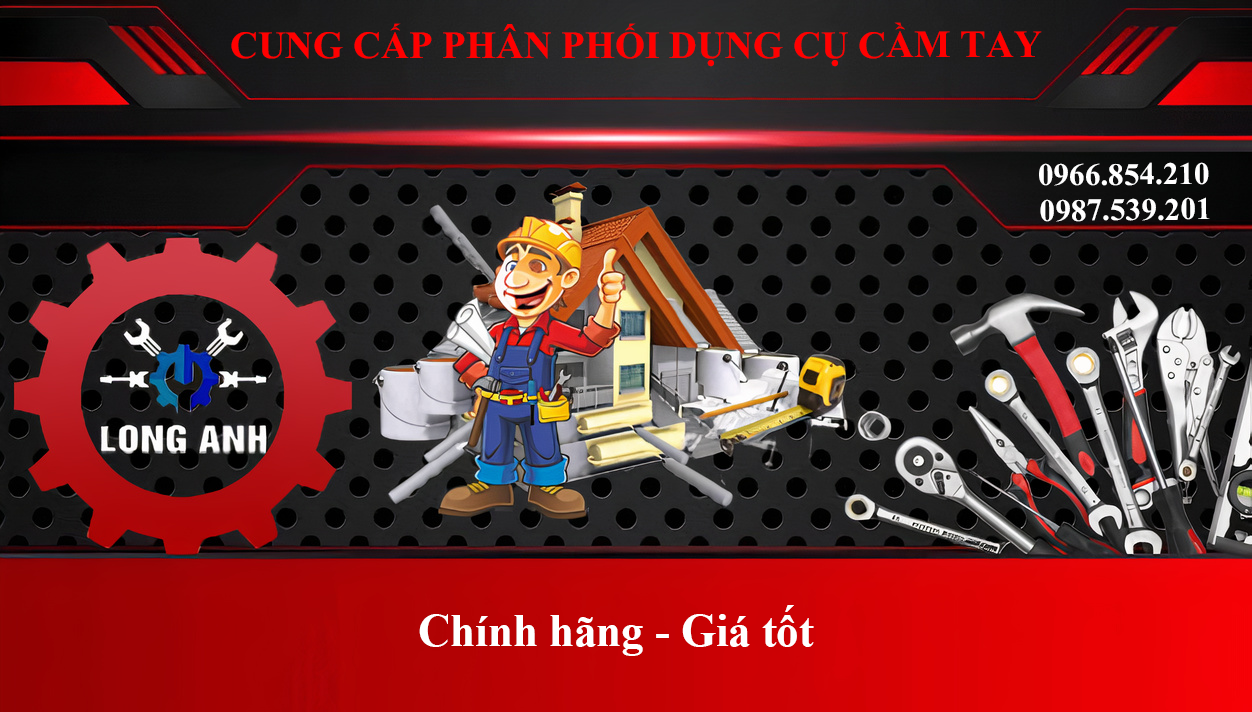 CUNG CẤP PHÂN PHỐI DỤNG CỤ CẦM TAY
0966.854.210
0987.539.201
LONG ANH
Chính hãng - Giá tốt